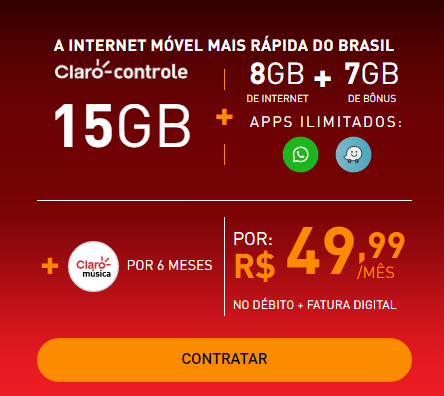 A INTERNET MÓVEL MAIS RÁPIDA DO BRASIL
Claro-controle
15GB
+
8GB + 7GB
DE INTERNET DE BÔNUS
APPS ILIMITADOS:
+ Claro-música POR 6 MESES
POR:
R$ 49,99
/MÊS
NO DÉBITO + FATURA DIGITAL
CONTRATAR